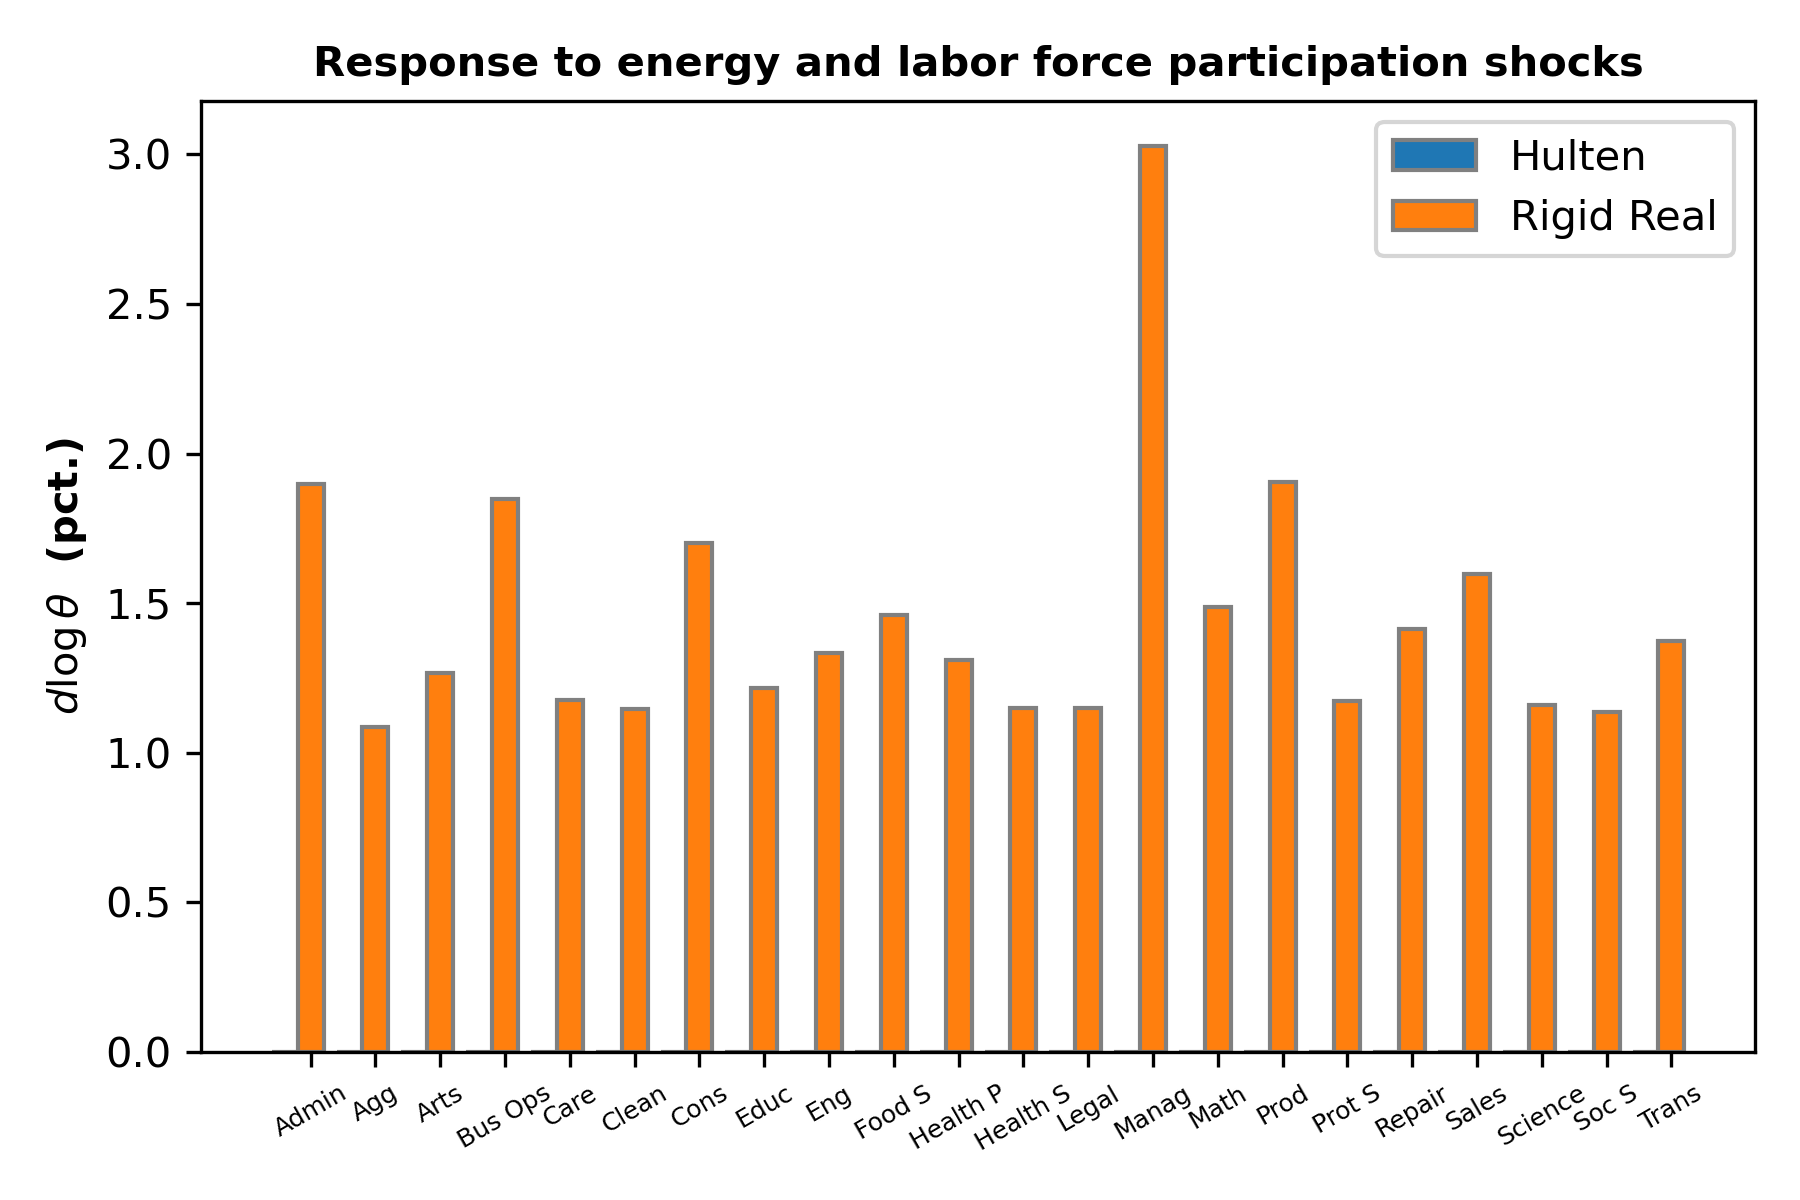 Response to energy and labor force participation shocks
Hulten
Rigid Real
d log θ (pct.)
3.0
2.5
2.0
1.5
1.0
0.5
0.0
Admin Agg Arts Bus Ops Care Clean Cons Educ Eng Food S Health P Health S Legal Manag Math Prod Prot S Repair Sales Science Soc S Trans